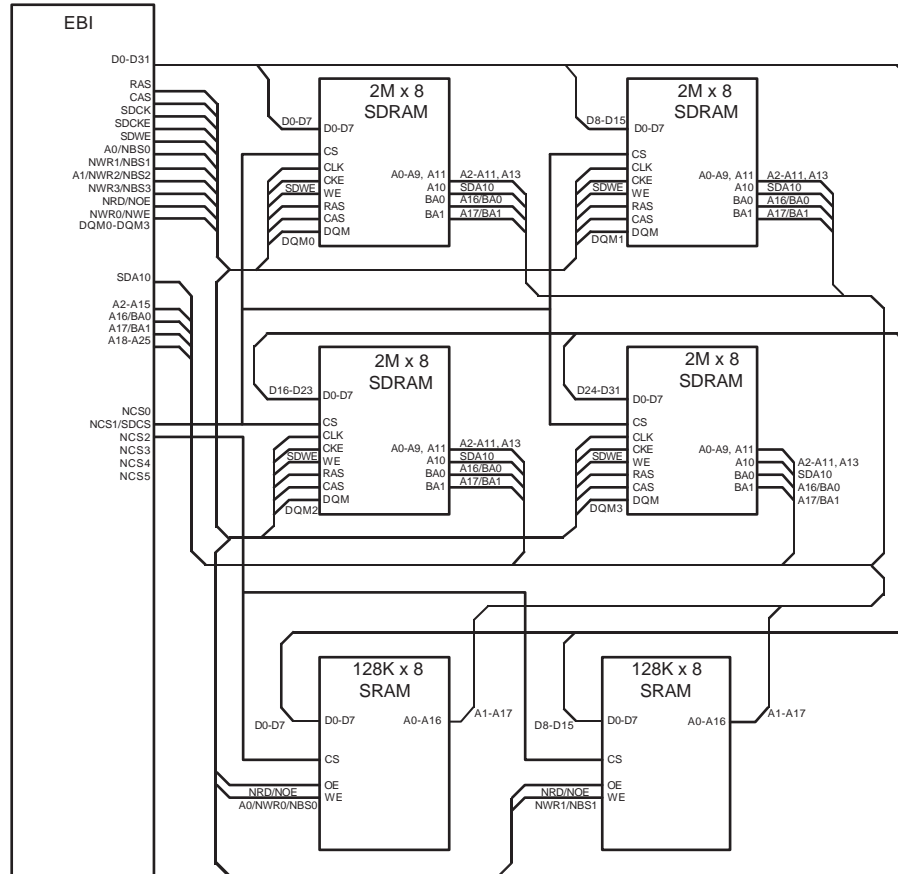 EBI
D0-D31
RAS
CAS
SDCK
SDCKE
SDWE
A0/NBS0
NWR1/NBS1
A1/NWR2/NBS2
NWR3/NBS3
NRD/NOE
NWR0/NWE
DQM0-DQM3
SDA10
A2-A15
A16/BA0
A17/BA1
A18-A25
NCS0
NCS1/SDCS
NCS2
NCS3
NCS4
NCS5
2M x 8
SDRAM
D0-D7
D0-D7
CS
CLK
CKE
SDWE
WE
RAS
CAS
DQM0
DQM
A0-A9, A11
A2-A11, A13
A10
SDA10
BA0
A16/BA0
BA1
A17/BA1
2M x 8
SDRAM
D8-D15
D0-D7
CS
CLK
CKE
SDWE
WE
RAS
CAS
DQM1
DQM
A0-A9, A11
A2-A11, A13
A10
SDA10
BA0
A16/BA0
BA1
A17/BA1
2M x 8
SDRAM
D16-D23
D0-D7
CS
CLK
CKE
SDWE
WE
RAS
CAS
DQM2
DQM
A0-A9, A11
A2-A11, A13
A10
SDA10
BA0
A16/BA0
BA1
A17/BA1
2M x 8
SDRAM
D24-D31
D0-D7
CS
CLK
CKE
SDWE
WE
RAS
CAS
DQM3
DQM
A0-A9, A11
A2-A11, A13
A10
SDA10
BA0
A16/BA0
BA1
A17/BA1
128K x 8
SRAM
D0-D7
D0-D7
A0-A16
A1-A17
CS
OE
NRD/NOE
WE
A0/NWR0/NBS0
128K x 8
SRAM
D8-D15
D0-D7
A0-A16
A1-A17
CS
OE
NRD/NOE
WE
NWR1/NBS1